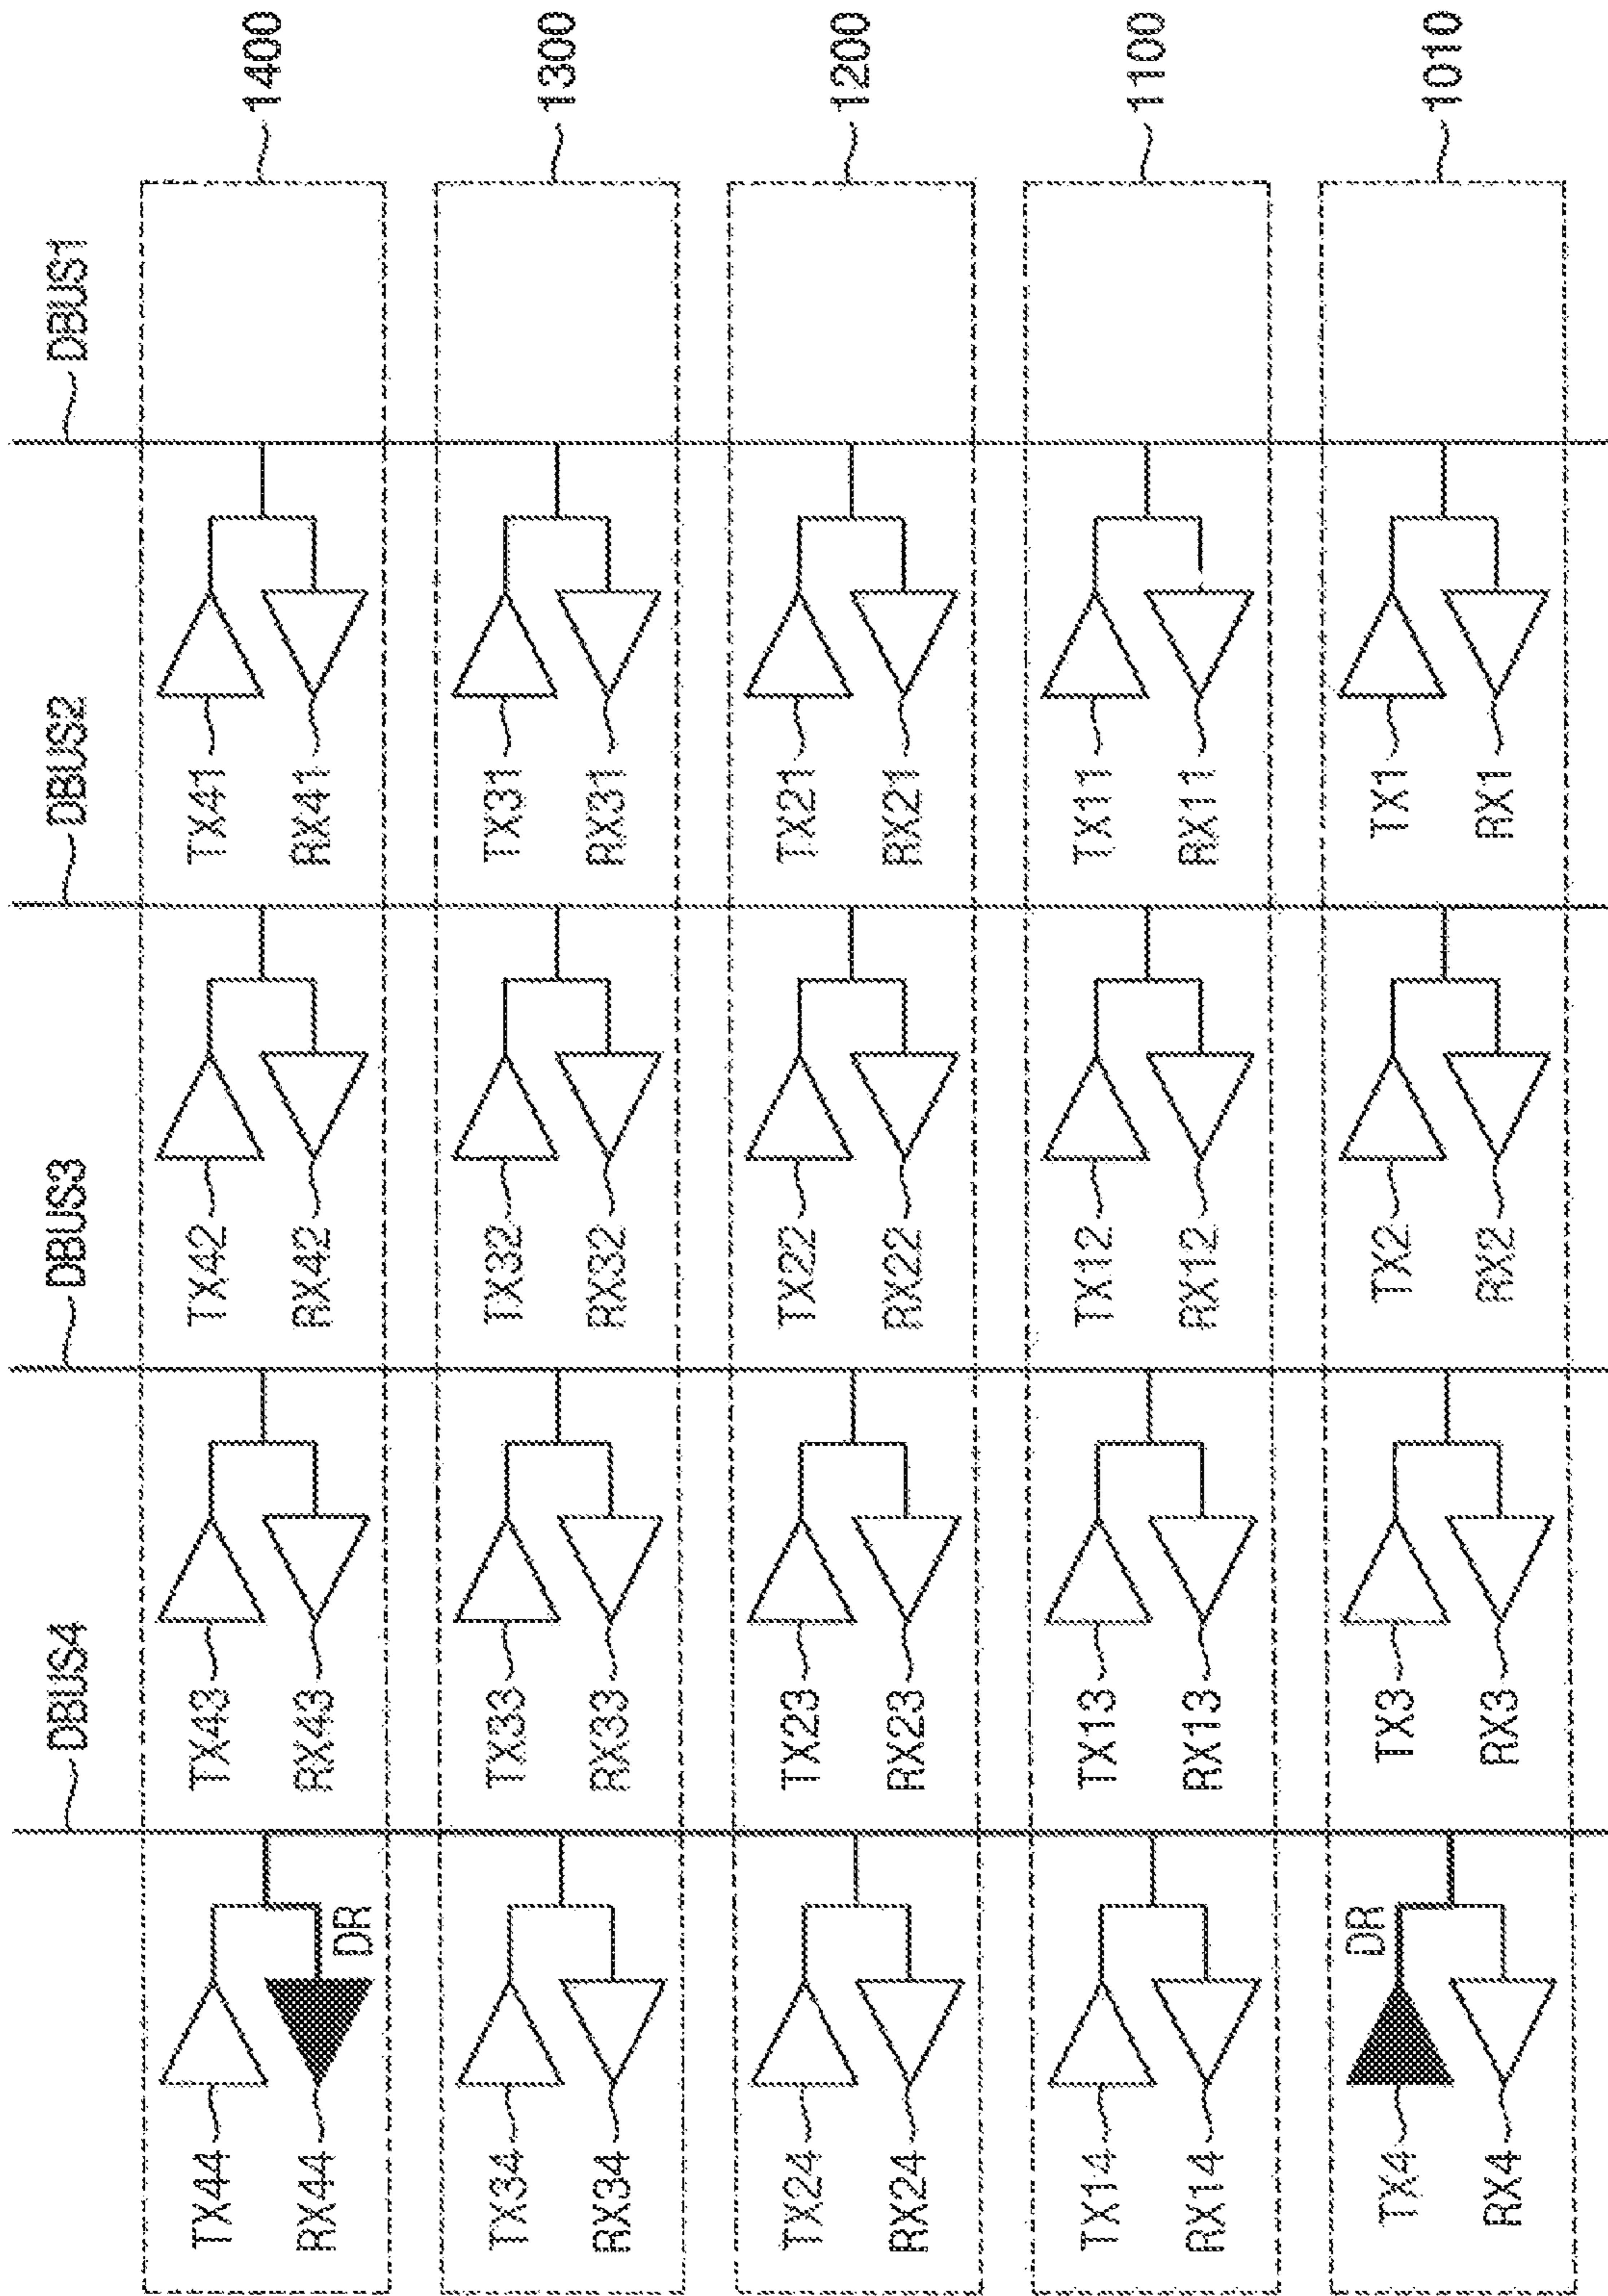 DBUS4
DBUS3
DBUS2
DBUS1
TX44
TX43
TX42
TX41
1400
RX44
DR
RX43
RX42
RX41
TX34
TX33
TX32
TX31
1300
RX34
RX33
RX32
RX31
TX24
TX23
TX22
TX21
1200
RX24
RX23
RX22
RX21
TX14
TX13
TX12
TX11
1100
RX14
RX13
RX12
RX11
DR
TX4
TX3
TX2
TX1
1010
RX4
RX3
RX2
RX1